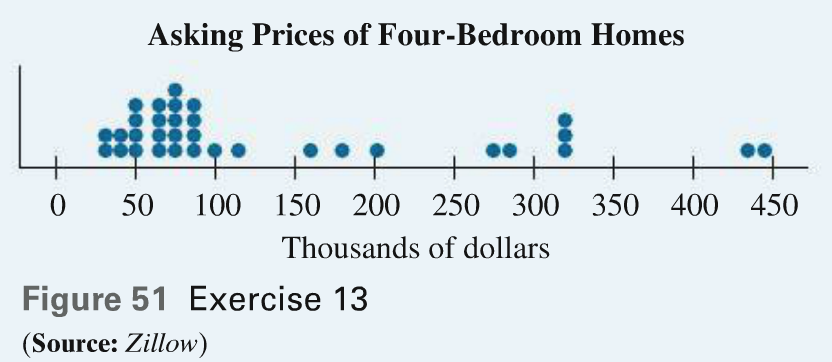 Asking Prices of Four-Bedroom Homes
0 50 100 150 200 250 300 350 400 450
Thousands of dollars
Figure 51 Exercise 13
(Source: Zillow)